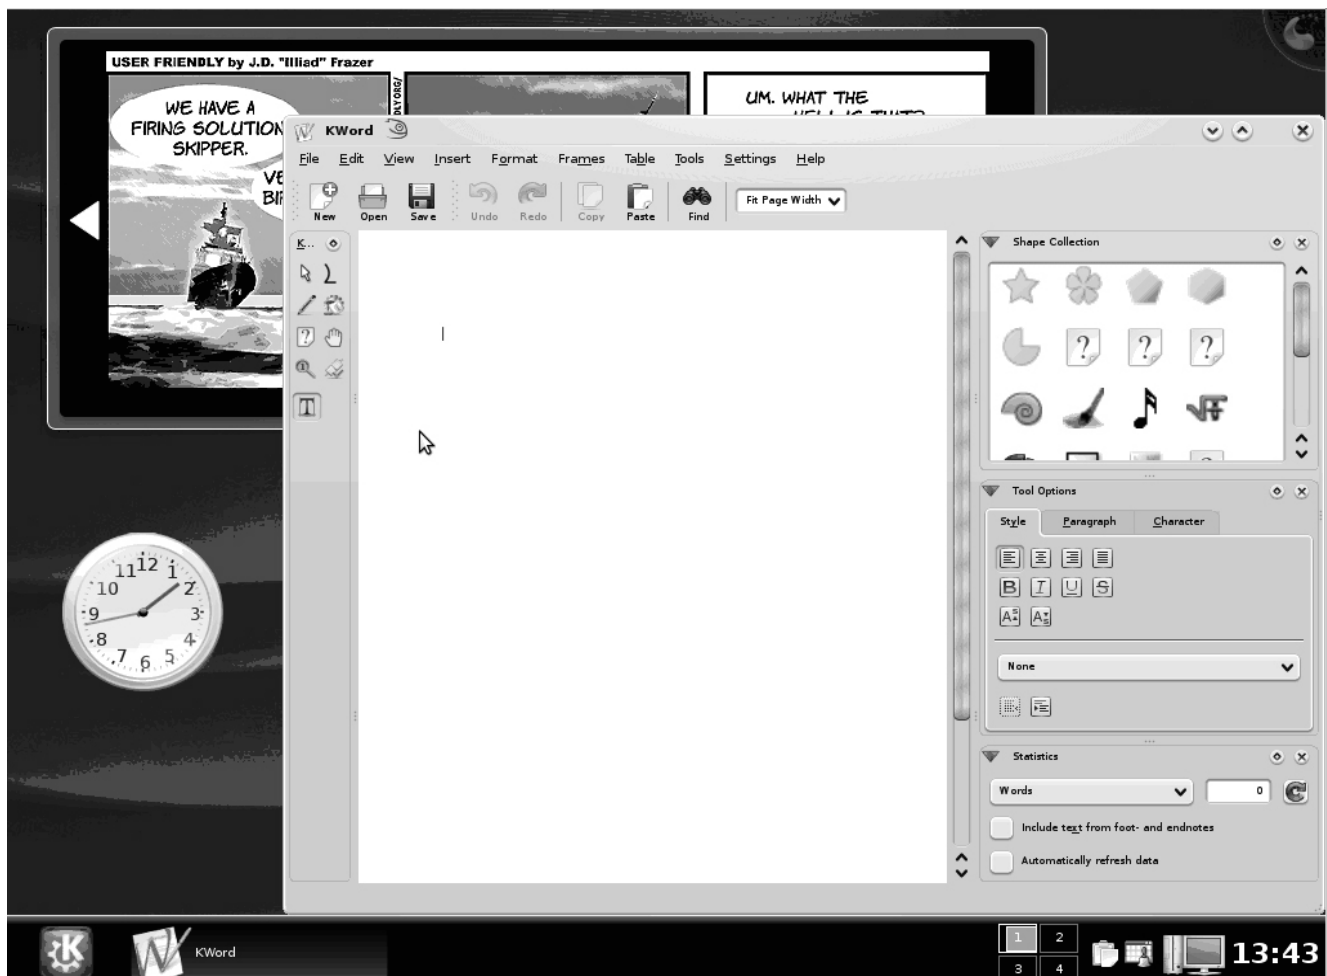 USER FRIENDLY by J.D. "Illiad" Frazer
WE HAVE A
FIRING SOLUTION
SKIPPER.
UM. WHAT THE
HELL IS THAT?
KWord
File Edit View Insert Format Frames Table Tools Settings Help
New Open Save Undo Redo Copy Paste Find
Fit Page Width
K...
Shape Collection
Tool Options
Style Paragraph Character
None
Statistics
Words 0
Include text from foot- and endnotes
Automatically refresh data
12
1
2
3
4
5
6
7
8
9
10
11
KWord
1 2
3 4
13:43